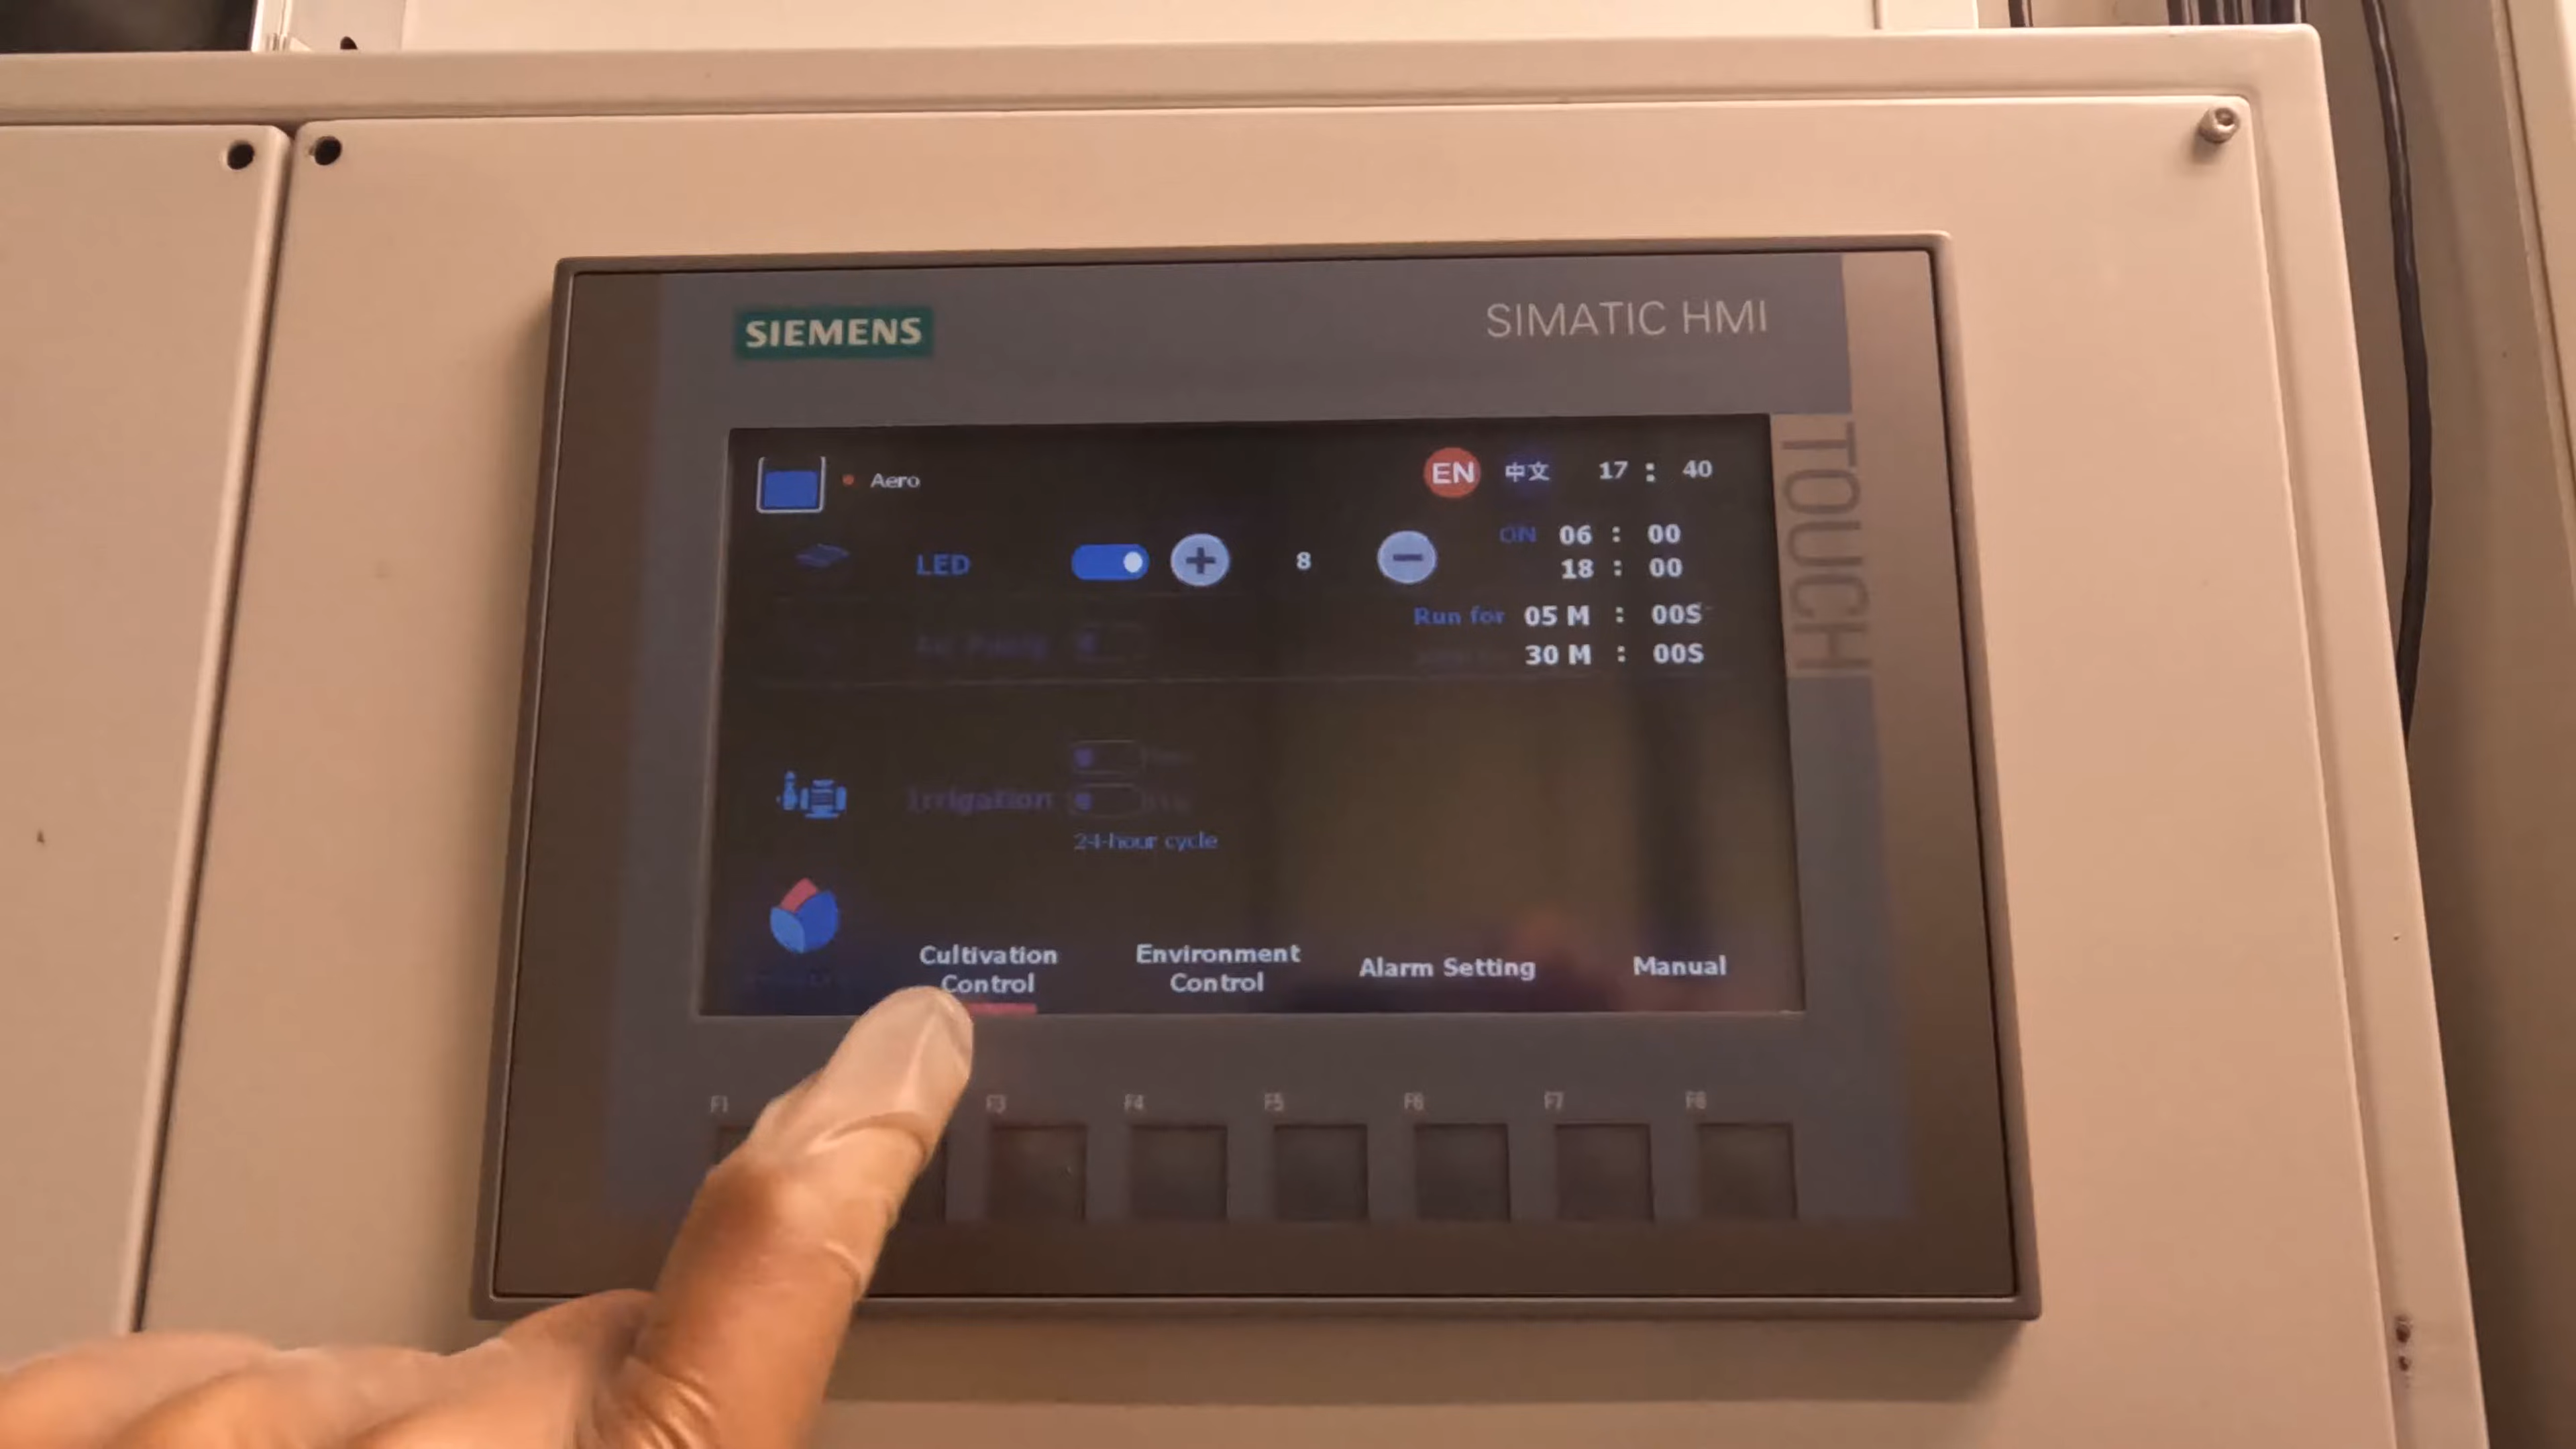 SIEMENS
SIMATIC HMI
TOUCH
Aero
EN 中文 17 : 40
LED + 8 − ON 06 : 00
18 : 00
Run for 05 M : 00S
30 M : 00S
Irrigation
24-hour cycle
Cultivation Control
Environment Control
Alarm Setting
Manual
F1 F3 F4 F5 F6 F7 F8